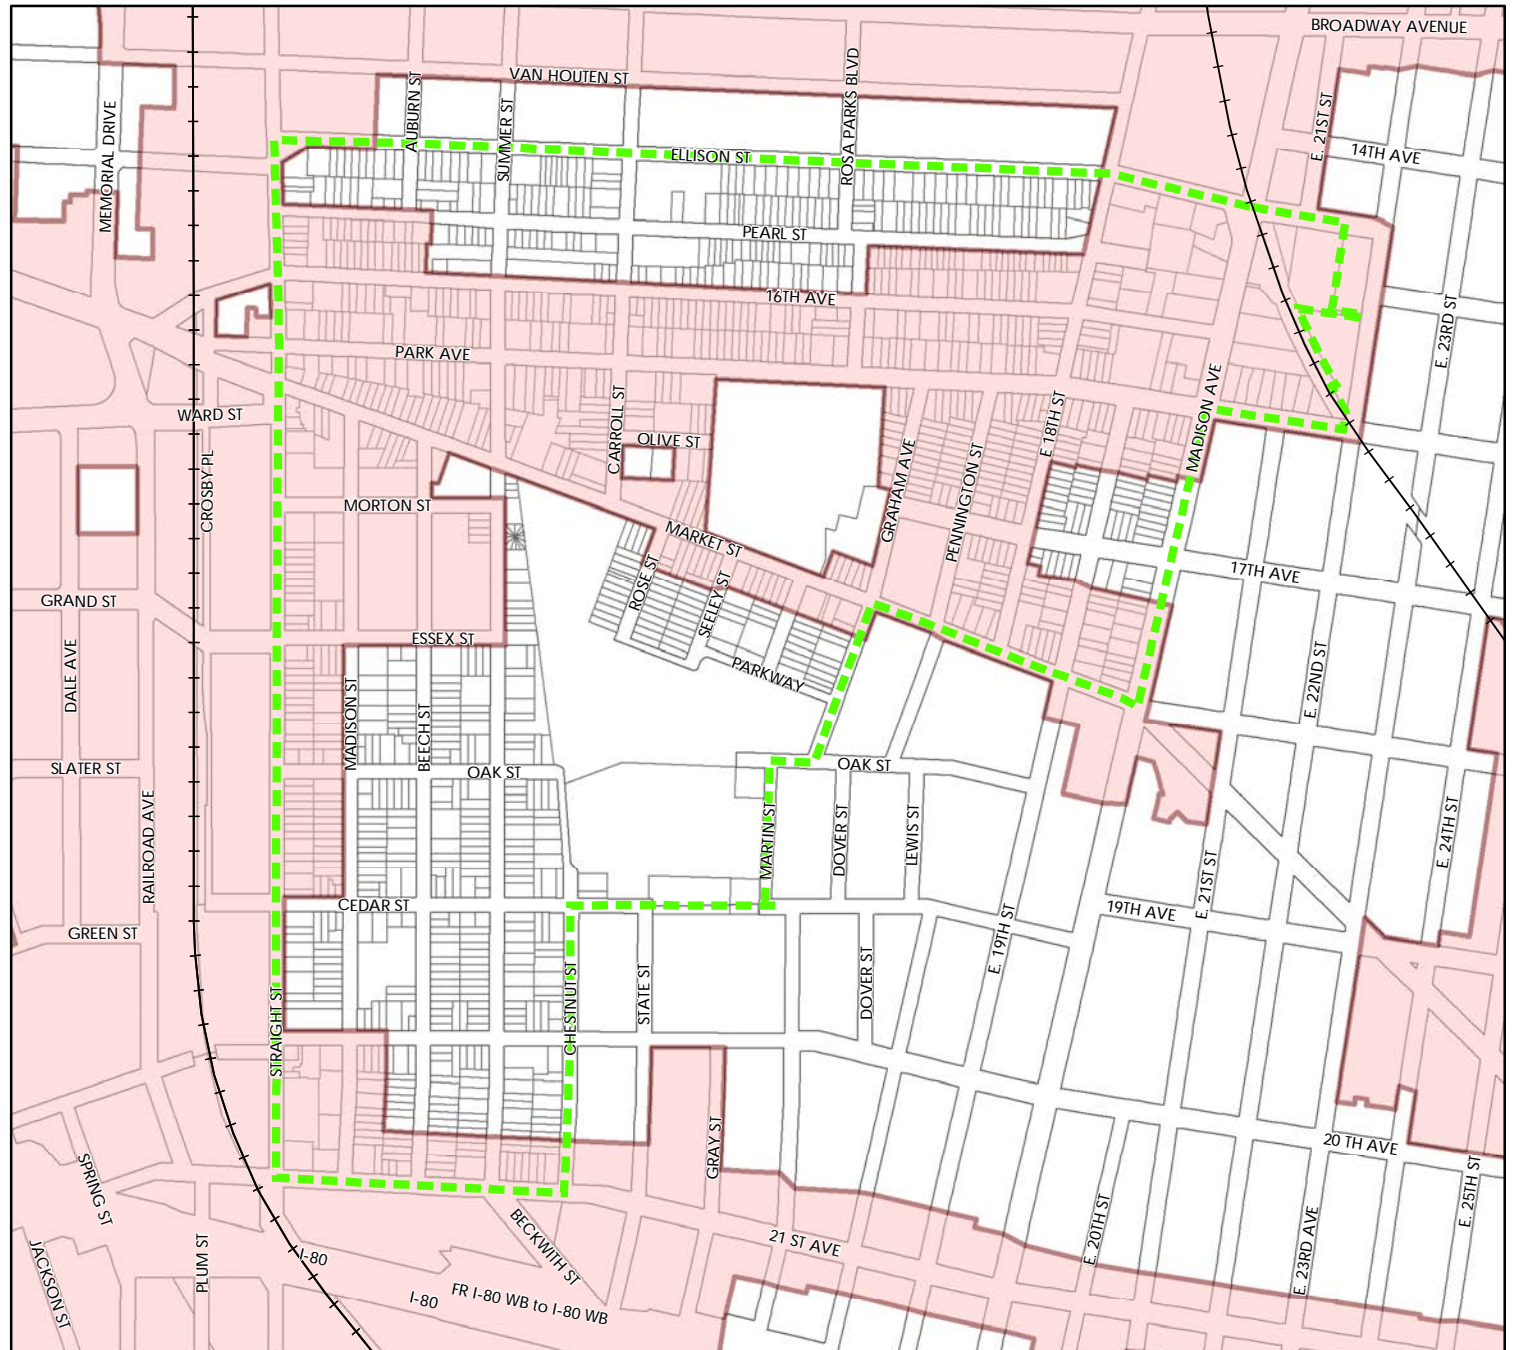 BROADWAY AVENUE
VAN HOUTEN ST
AUBURN ST
SUMMER ST
ROSA PARKS BLVD
E. 21ST ST
14TH AVE
MEMORIAL DRIVE
ELLISON ST
PEARL ST
16TH AVE
E. 23RD ST
PARK AVE
WARD ST
CARROLL ST
OLIVE ST
E 18TH ST
MADISON AVE
CROSBY PL
GRAHAM AVE
PENNINGTON ST
MORTON ST
MARKET ST
17TH AVE
ROSE ST
SEELEY ST
GRAND ST
ESSEX ST
DALE AVE
PARKWAY
E. 22ND ST
MADISON ST
BEECH ST
SLATER ST
OAK ST
OAK ST
RAILROAD AVE
MARTIN ST
DOVER ST
LEWIS ST
E. 24TH ST
E. 21ST ST
CEDAR ST
19TH AVE
GREEN ST
E. 19TH ST
STRAIGHT ST
CHESTNUT ST
STATE ST
DOVER ST
20 TH AVE
GRAY ST
SPRING ST
E. 25TH ST
BECKWITH ST
21 ST AVE
E. 20TH ST
E. 23RD AVE
JACKSON ST
PLUM ST
I-80
I-80
FR I-80 WB to I-80 WB